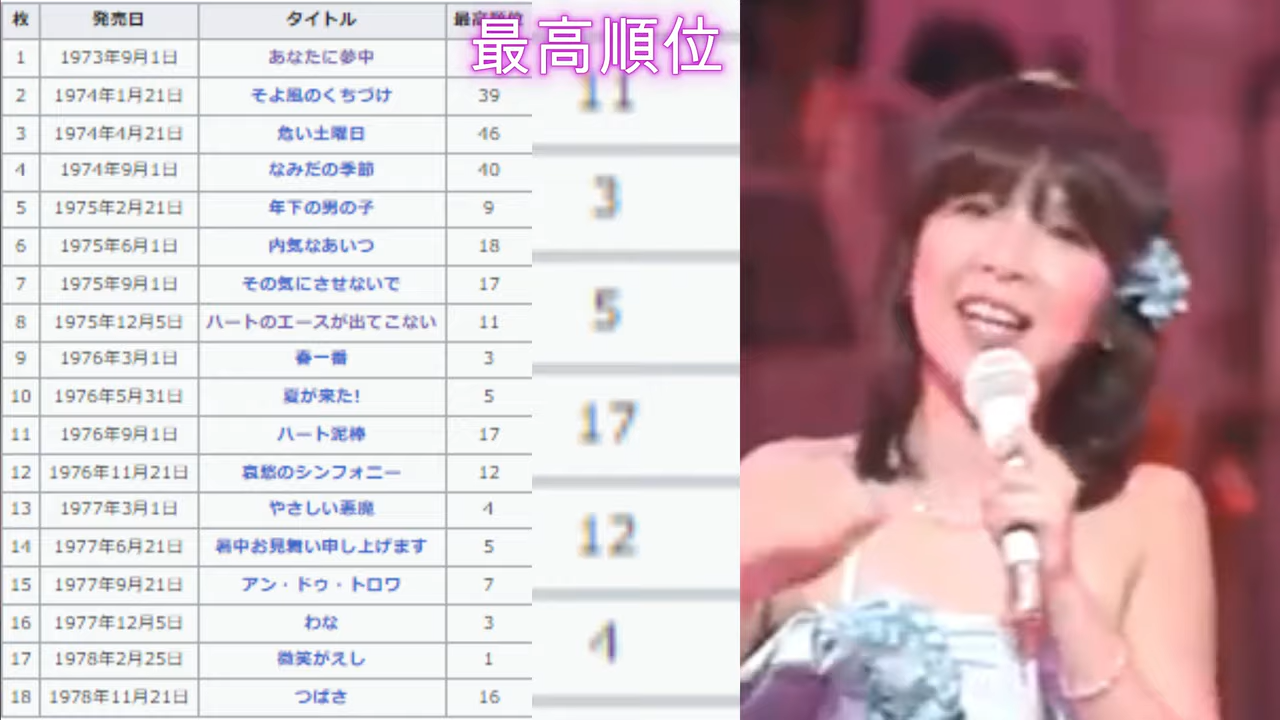 枚 発売日 タイトル 最高順位
最高順位
1 1973年9月1日 あなたに夢中
2 1974年1月21日 そよ風のくちづけ 39
3 1974年4月21日 危い土曜日 46
4 1974年9月1日 なみだの季節 40
5 1975年2月21日 年下の男の子 9
6 1975年6月1日 内気なあいつ 18
7 1975年9月1日 その気にさせないで 17
8 1975年12月5日 ハートのエースが出てこない 11
9 1976年3月1日 春一番 3
10 1976年5月31日 夏が来た! 5
11 1976年9月1日 ハート泥棒 17
12 1976年11月21日 哀愁のシンフォニー 12
13 1977年3月1日 やさしい悪魔 4
14 1977年6月21日 暑中お見舞い申し上げます 5
15 1977年9月21日 アン・ドゥ・トロワ 7
16 1977年12月5日 わな 3
17 1978年2月25日 微笑がえし 1
18 1978年11月21日 つばさ 16
11
3
5
17
12
4